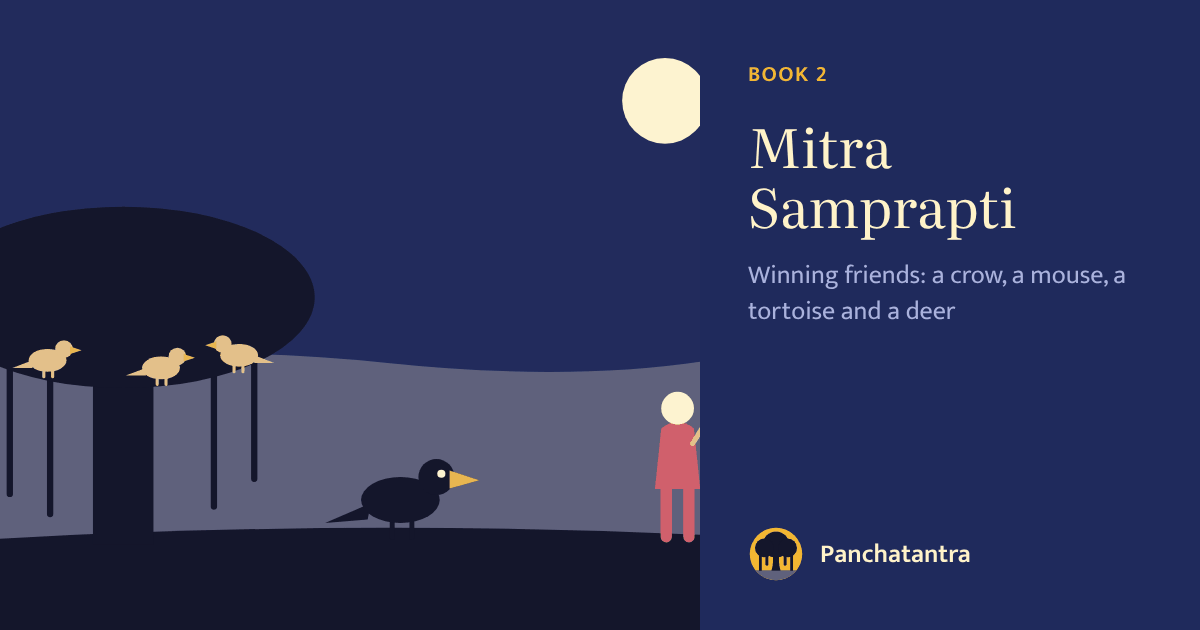 BOOK 2
Mitra
Samprapti
Winning friends: a crow, a mouse, a
tortoise and a deer
Panchatantra